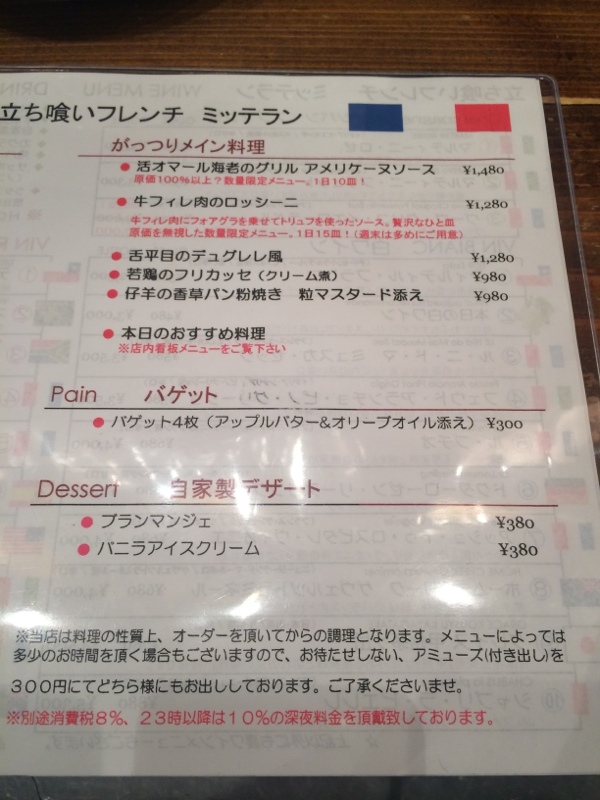 立ち喰いフレンチ ミッテラン
がっつりメイン料理
● 活オマール海老のグリル アメリケーヌソース ¥1,480
原価100%以上?数量限定メニュー。1日10皿!
● 牛フィレ肉のロッシーニ ¥1,280
牛フィレ肉にフォアグラを乗せてトリュフを使ったソース。贅沢なひと皿
原価を無視した数量限定メニュー。1日15皿!(週末は多めにご用意)
● 舌平目のデュグレレ風 ¥1,280
● 若鶏のフリカッセ(クリーム煮) ¥980
● 仔羊の香草パン粉焼き 粒マスタード添え ¥980
● 本日のおすすめ料理
※店内看板メニューをご覧下さい
Pain バゲット
● バゲット4枚(アップルバター&オリーブオイル添え) ¥300
Dessert 自家製デザート
● ブランマンジェ ¥380
● バニラアイスクリーム ¥380
※当店は料理の性質上、オーダーを頂いてからの調理となります。メニューによっては
多少のお時間を頂く場合もございますので、お待たせしない、アミューズ(付き出し)を
300円にてどちら様にもお出ししております。ご了承くださいませ。
※別途消費税8%、23時以降は10%の深夜料金を頂戴致しております。